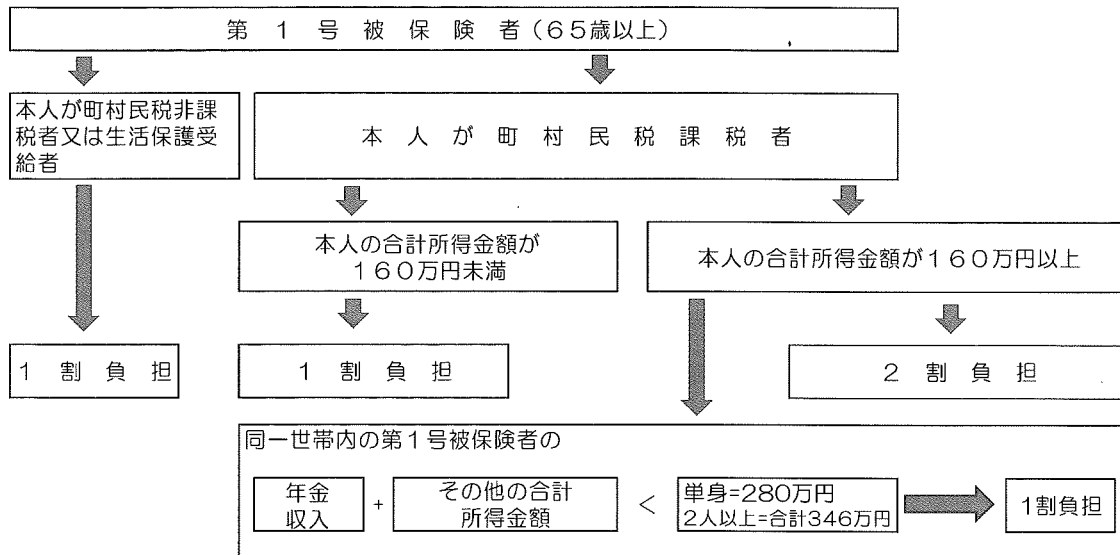 第１号被保険者（６５歳以上）
本人が町村民税非課
税者又は生活保護受
給者
本人が町村民税課税者
本人の合計所得金額が
１６０万円未満
本人の合計所得金額が１６０万円以上
１割負担
１割負担
２割負担
同一世帯内の第１号被保険者の
年金
収入
+
その他の合計
所得金額
<
単身=280万円
2人以上=合計346万円
1割負担